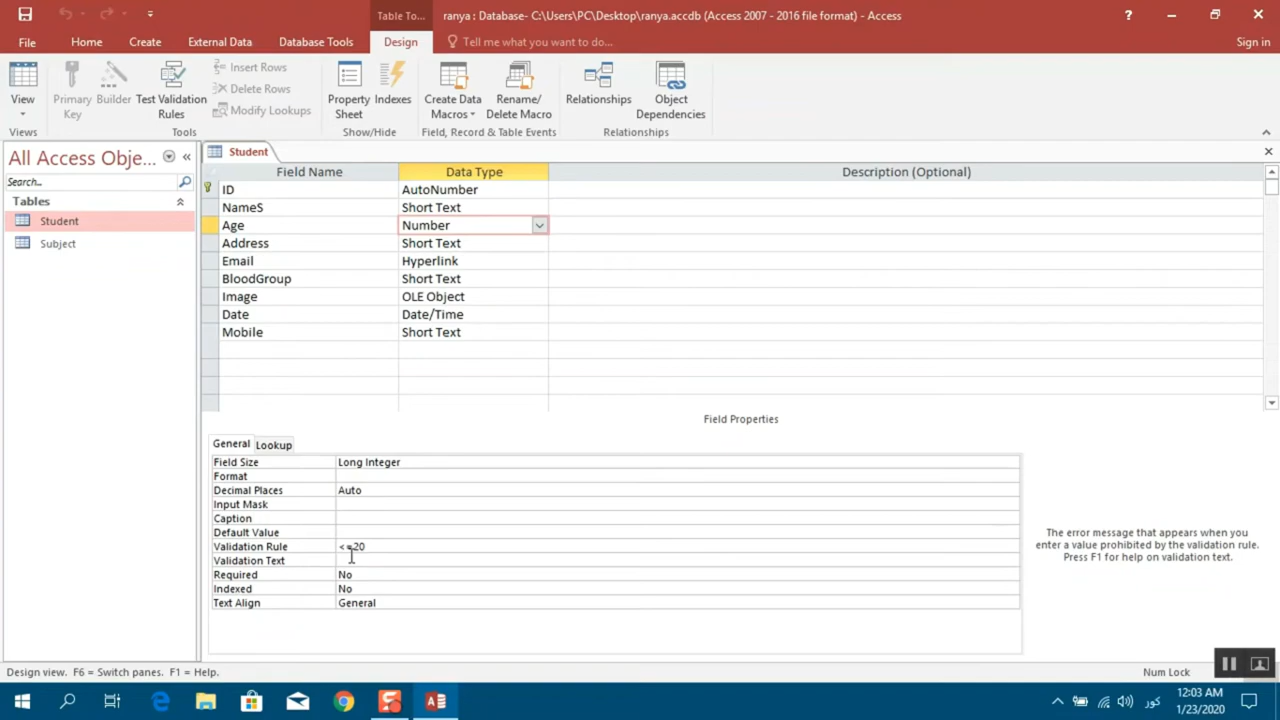 Table To...
ranya : Database- C:\Users\PC\Desktop\ranya.accdb (Access 2007 - 2016 file format) - Access
?
File
Home
Create
External Data
Database Tools
Design
Tell me what you want to do...
Sign in
View
Primary Key
Builder
Test Validation Rules
Insert Rows
Delete Rows
Modify Lookups
Property Sheet
Indexes
Create Data Macros
Rename/ Delete Macro
Relationships
Object Dependencies
Views
Tools
Show/Hide
Field, Record & Table Events
Relationships
All Access Obje...
Search...
Tables
Student
Subject
Student
Field Name Data Type Description (Optional)
ID AutoNumber
NameS Short Text
Age Number
Address Short Text
Email Hyperlink
BloodGroup Short Text
Image OLE Object
Date Date/Time
Mobile Short Text
Field Properties
General Lookup
Field Size Long Integer
Format
Decimal Places Auto
Input Mask
Caption
Default Value
Validation Rule <=20
Validation Text
Required No
Indexed No
Text Align General
The error message that appears when you
enter a value prohibited by the validation rule.
Press F1 for help on validation text.
Design view. F6 = Switch panes. F1 = Help.
Num Lock
کور
12:03 AM
1/23/2020